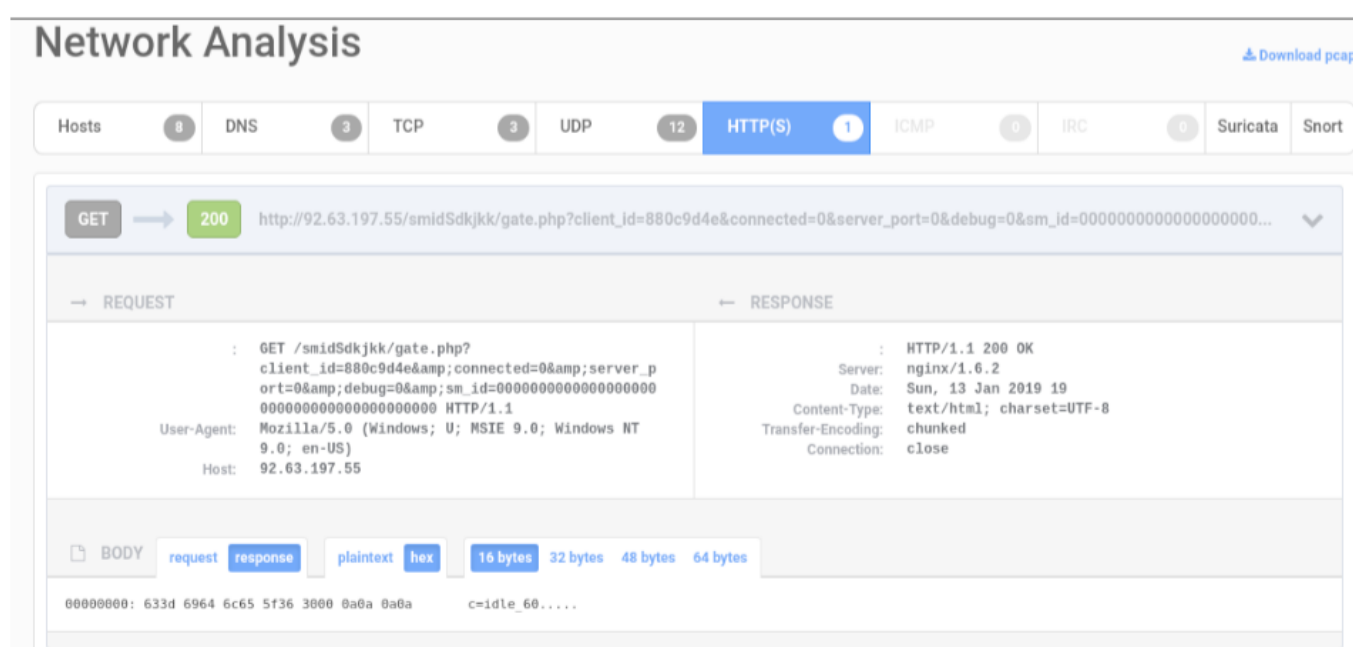 Network Analysis
Download pcap
Hosts 8 DNS 3 TCP 3 UDP 12 HTTP(S) 1 ICMP 0 IRC 0 Suricata Snort
GET 200 http://92.63.197.55/smidSdkjkk/gate.php?client_id=880c9d4e&connected=0&server_port=0&debug=0&sm_id=0000000000000000000...
REQUEST
: GET /smidSdkjkk/gate.php?
client_id=880c9d4e&amp;connected=0&amp;server_p
ort=0&amp;debug=0&amp;sm_id=0000000000000000000
000000000000000000000 HTTP/1.1
User-Agent: Mozilla/5.0 (Windows; U; MSIE 9.0; Windows NT
9.0; en-US)
Host: 92.63.197.55
RESPONSE
: HTTP/1.1 200 OK
Server: nginx/1.6.2
Date: Sun, 13 Jan 2019 19
Content-Type: text/html; charset=UTF-8
Transfer-Encoding: chunked
Connection: close
BODY request response plaintext hex 16 bytes 32 bytes 48 bytes 64 bytes
00000000: 633d 6964 6c65 5f36 3000 0a0a 0a0a c=idle_60.....